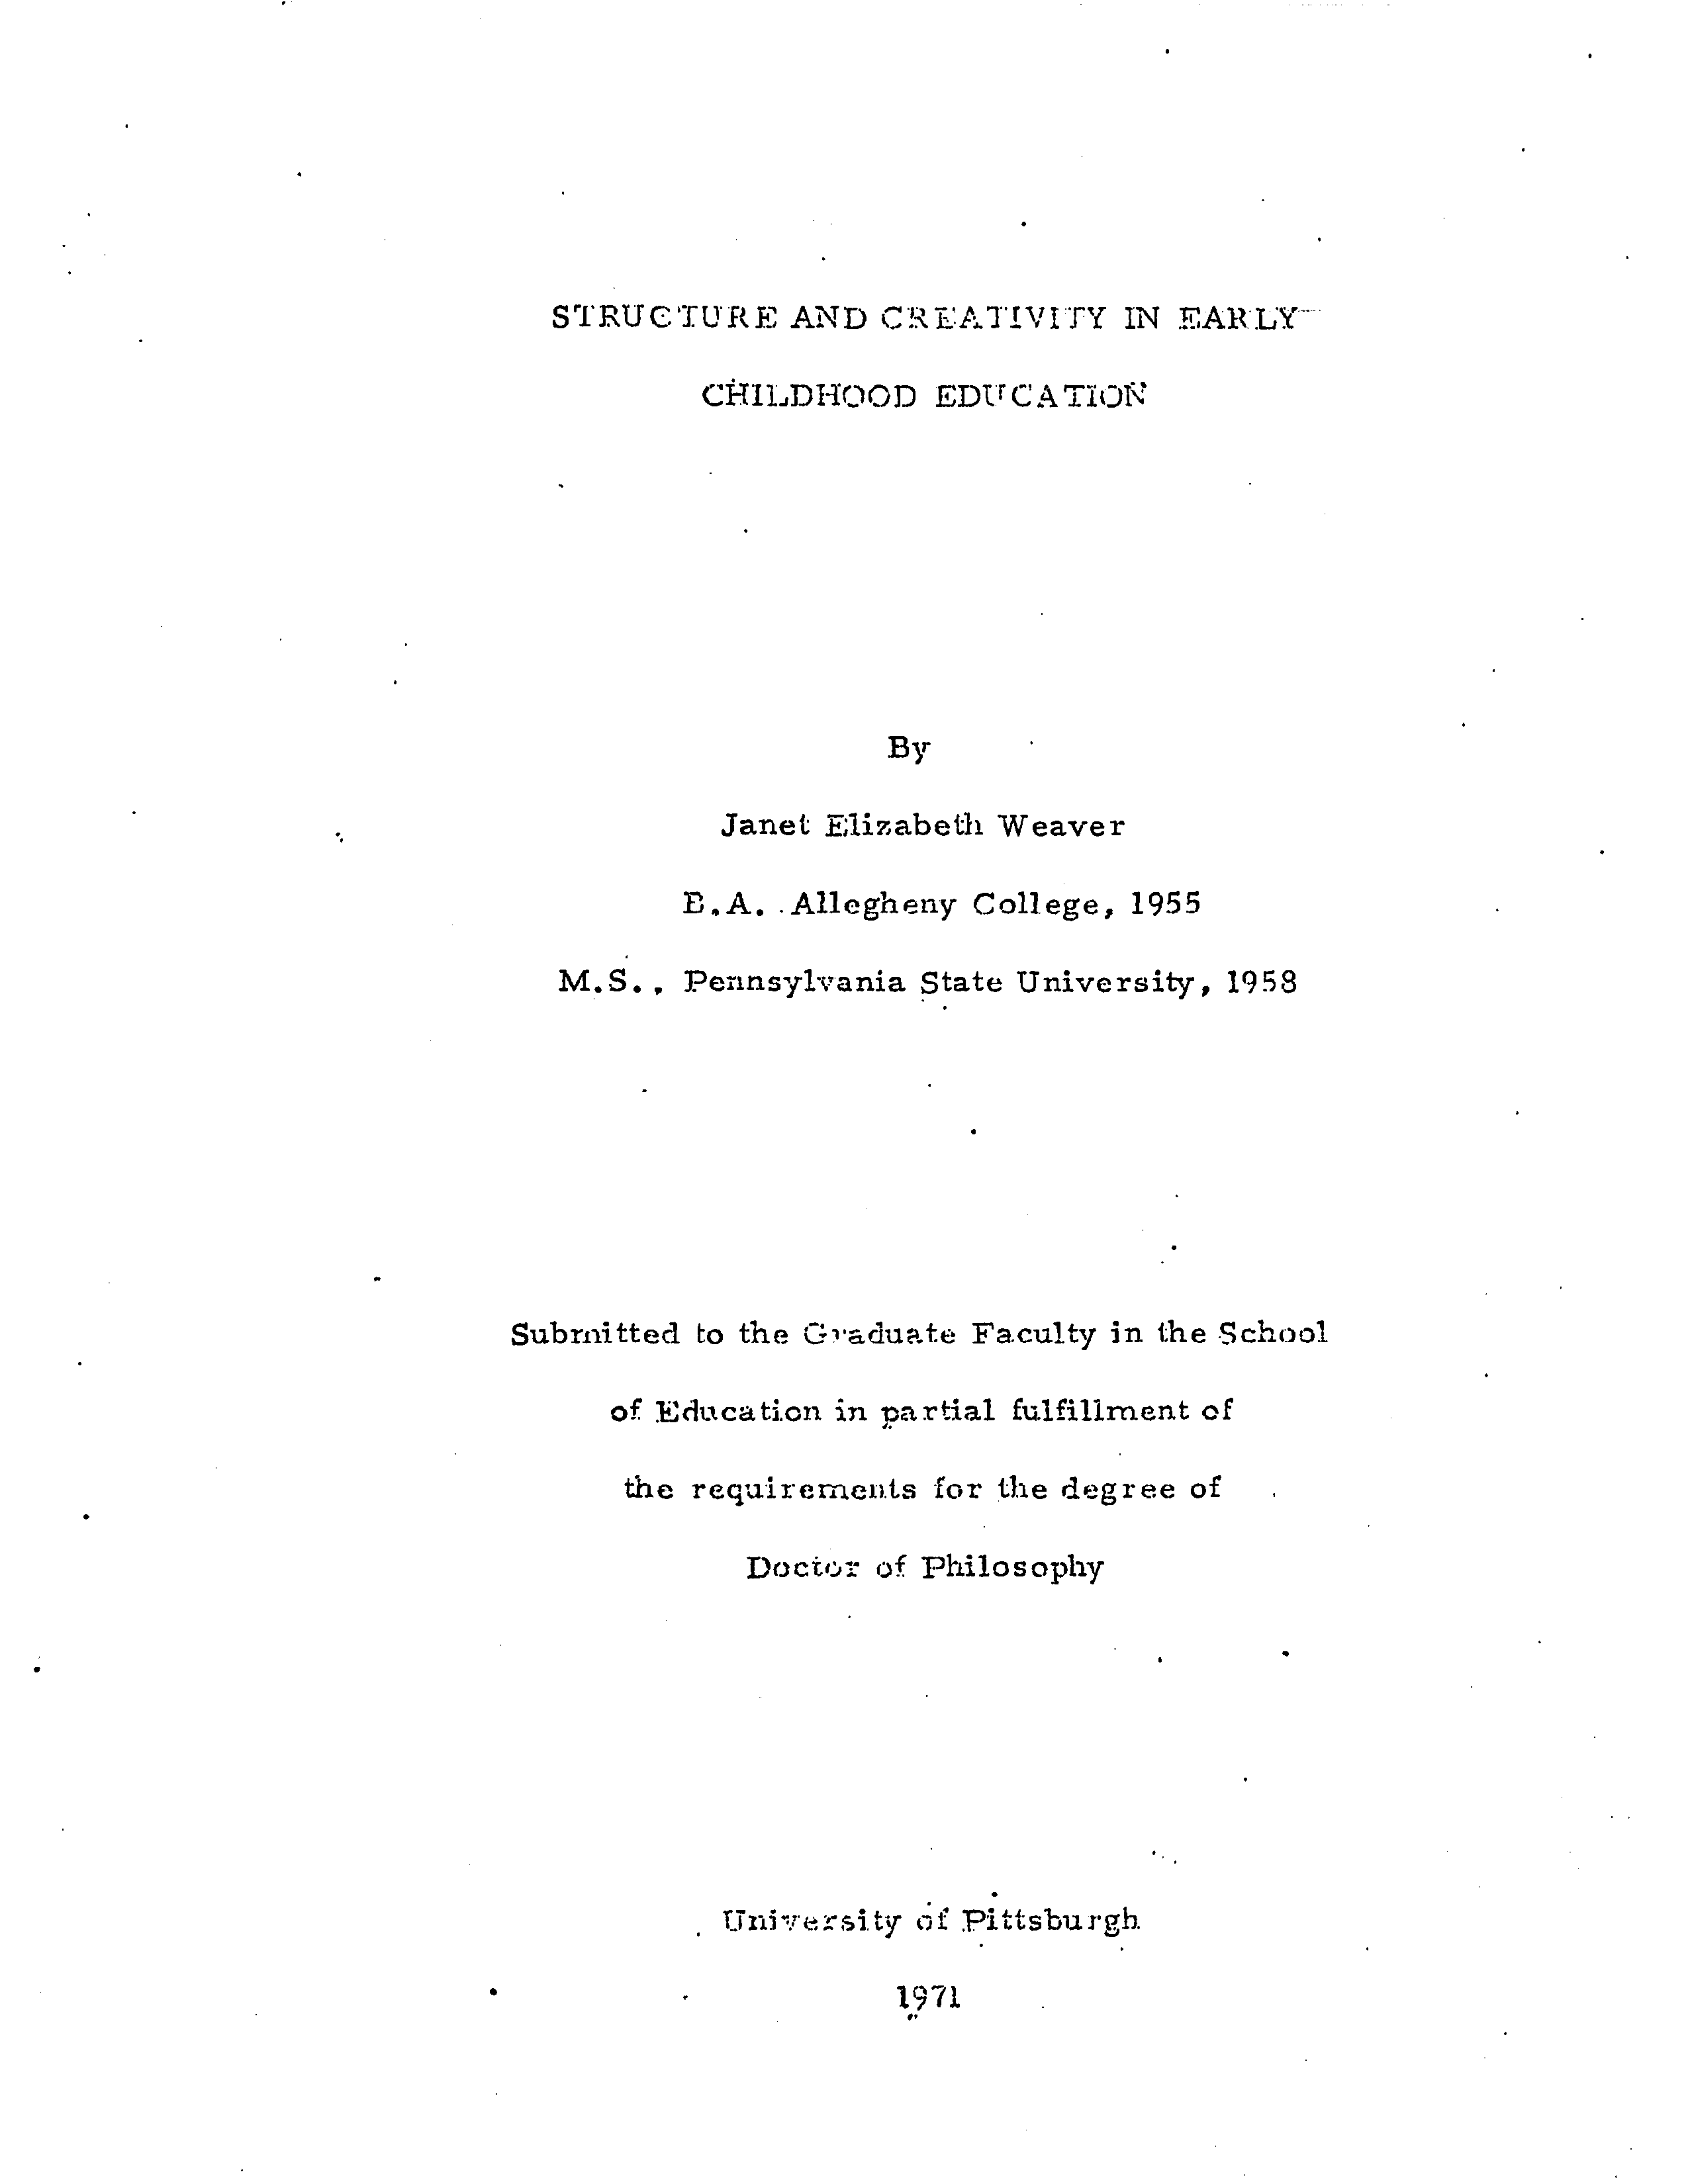 STRUCTURE AND CREATIVITY IN EARLY
CHILDHOOD EDUCATION
By
Janet Elizabeth Weaver
B.A. Allegheny College, 1955
M.S., Pennsylvania State University, 1958
Submitted to the Graduate Faculty in the School
of Education in partial fulfillment of
the requirements for the degree of
Doctor of Philosophy
University of Pittsburgh
1971